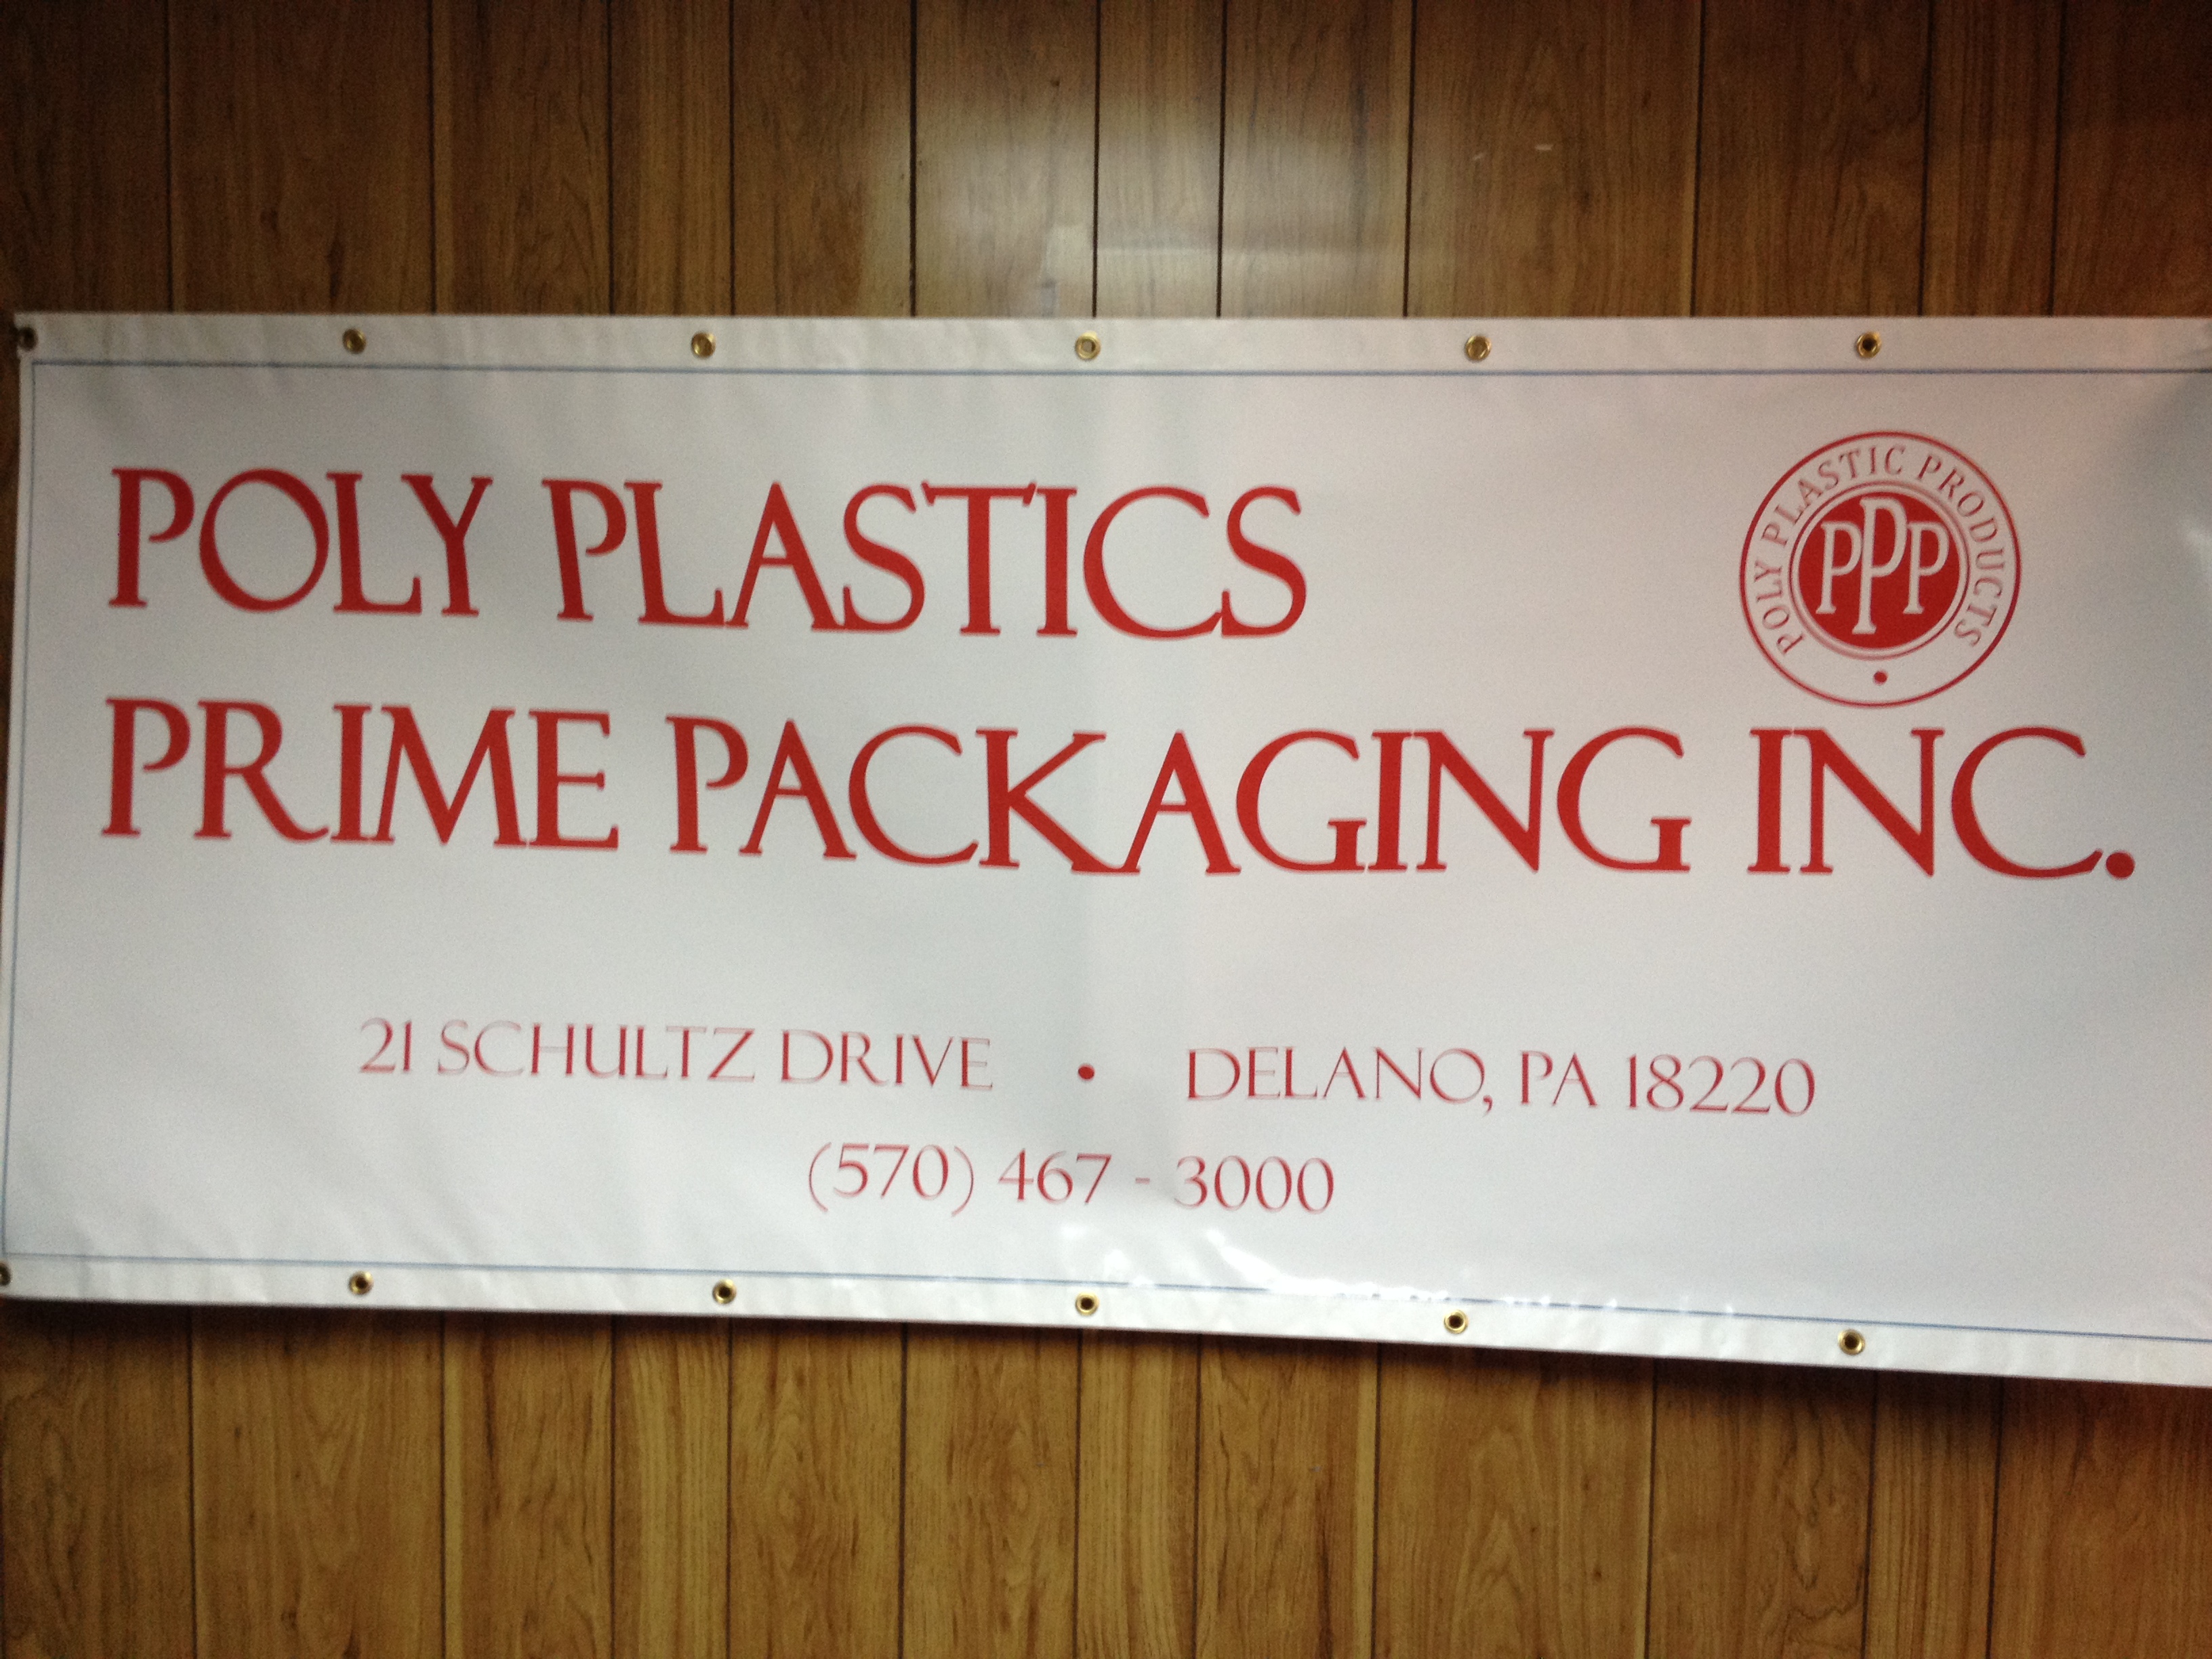 POLY PLASTICS
POLY PLASTIC PRODUCTS
PPP
PRIME PACKAGING INC.
21 SCHULTZ DRIVE • DELANO, PA 18220
(570) 467 - 3000